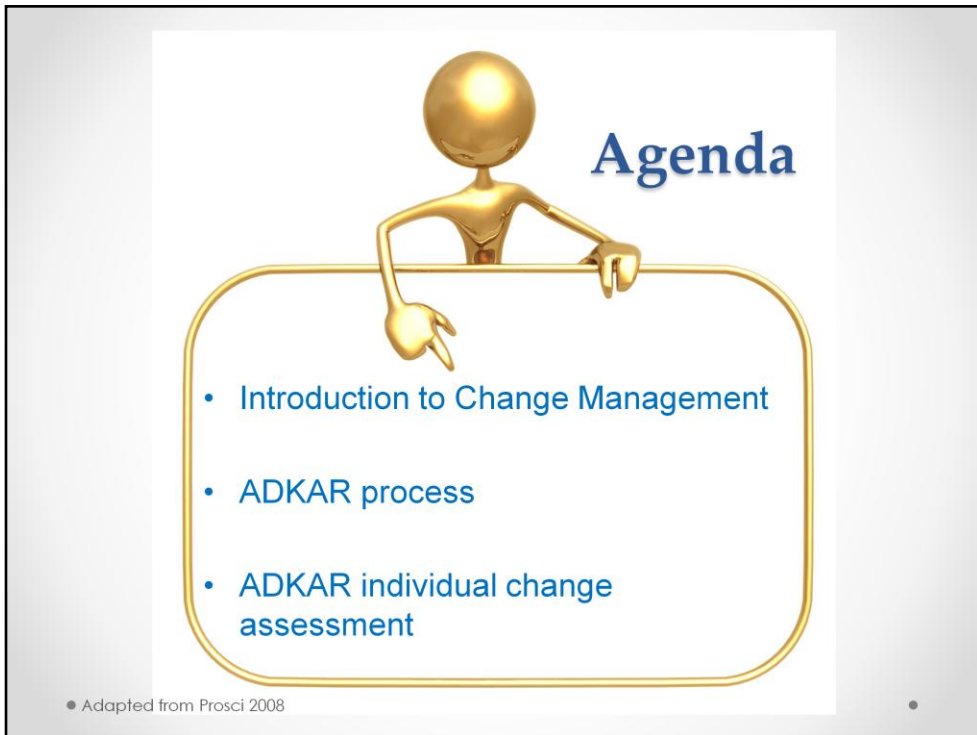 Agenda
• Introduction to Change Management
• ADKAR process
• ADKAR individual change
assessment
• Adapted from Prosci 2008